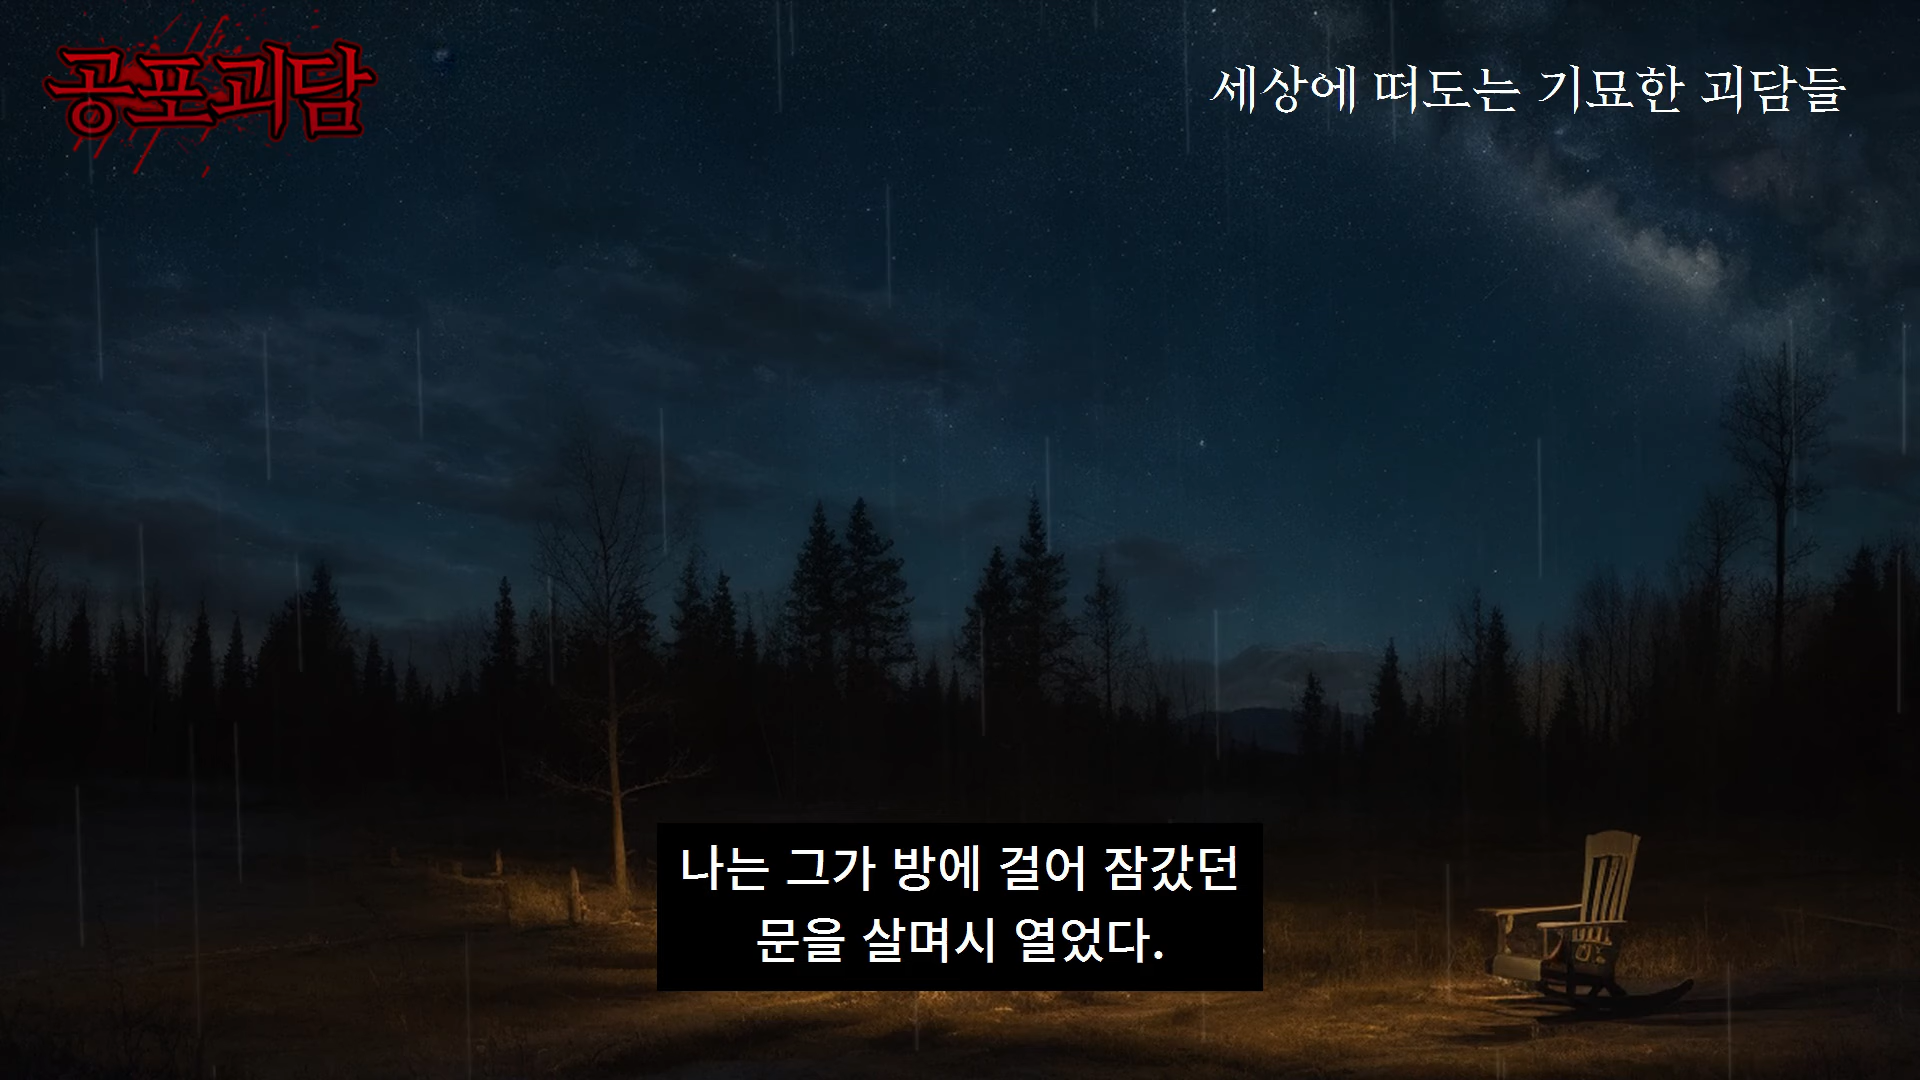 공포괴담
세상에 떠도는 기묘한 괴담들
나는 그가 방에 걸어 잠갔던
문을 살며시 열었다.